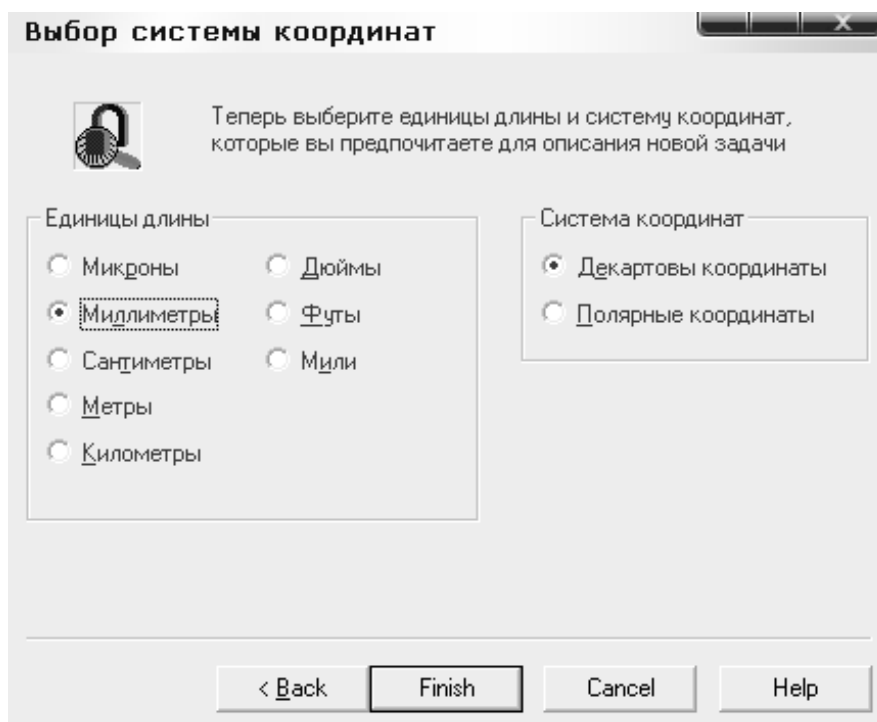 Выбор системы координат
X
Теперь выберите единицы длины и систему координат,
которые вы предпочитаете для описания новой задачи
Единицы длины
Микроны
Дюймы
Миллиметры
Футы
Сантиметры
Мили
Метры
Километры
Система координат
Декартовы координаты
Полярные координаты
< Back
Finish
Cancel
Help